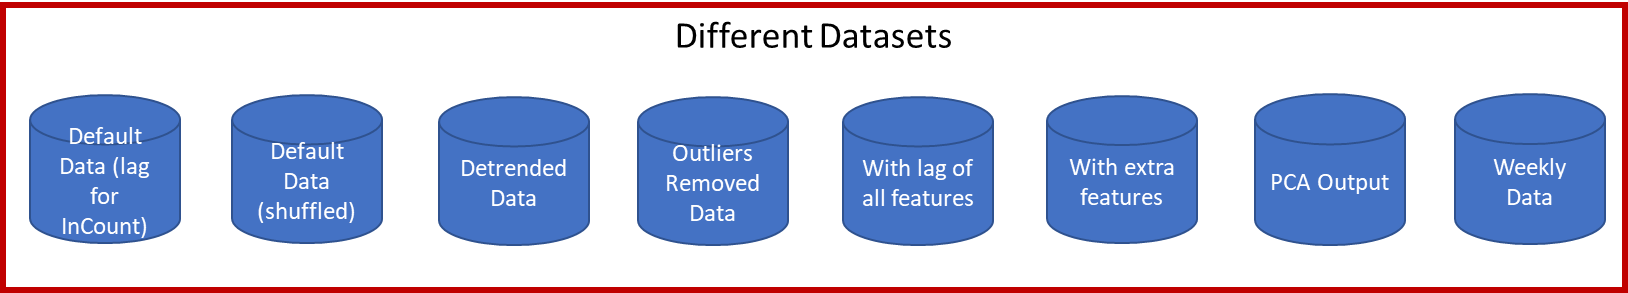 Different Datasets
Default
Data (lag
for
InCount)
Default
Data
(shuffled)
Detrended
Data
Outliers
Removed
Data
With lag of
all features
With extra
features
PCA Output
Weekly
Data